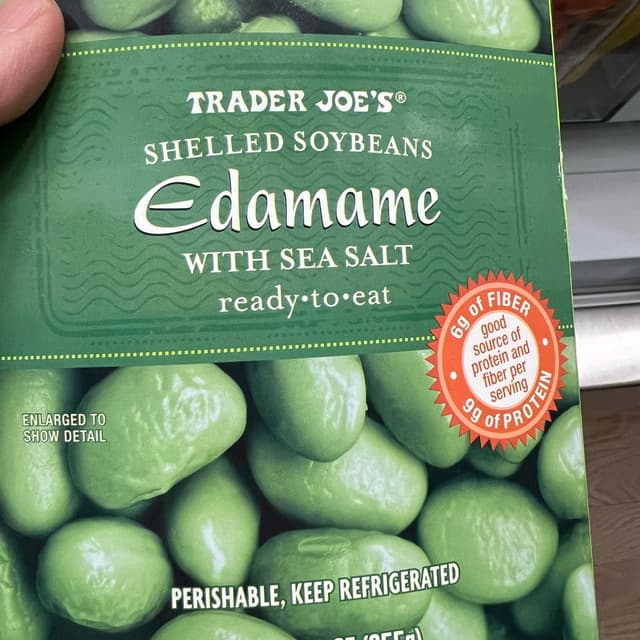 TRADER JOE'S®
SHELLED SOYBEANS
Edamame
WITH SEA SALT
ready•to•eat
6g of FIBER
good
source of
protein and
fiber per
serving
9g of PROTEIN
ENLARGED TO
SHOW DETAIL
PERISHABLE, KEEP REFRIGERATED